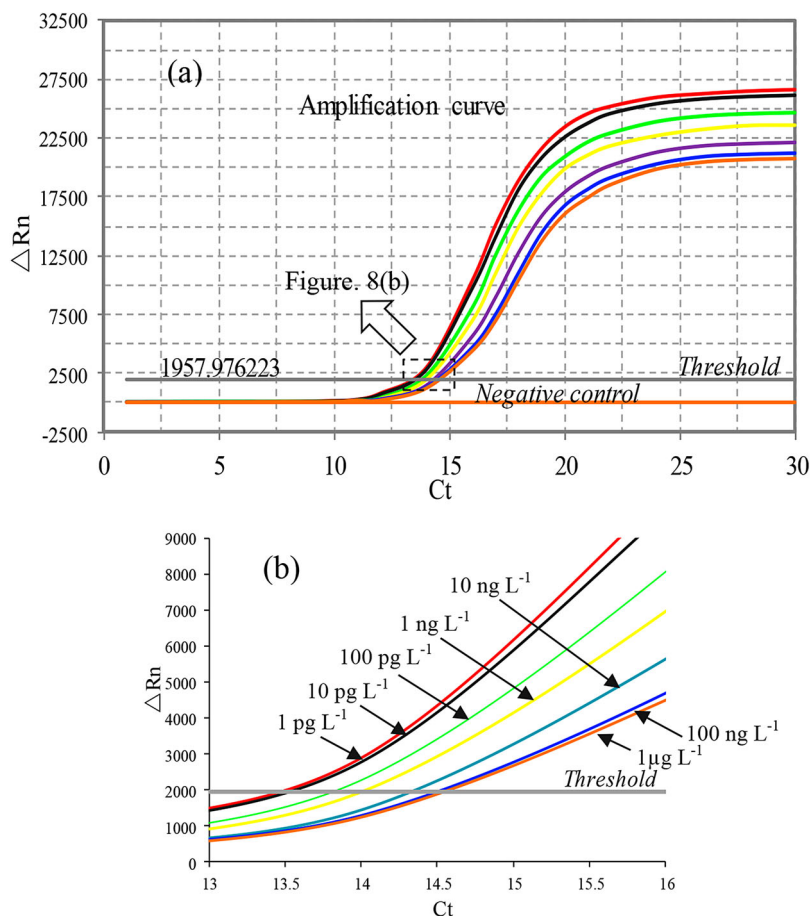 32500
27500
(a)
Amplification curve
22500
17500
△Rn
12500
Figure. 8(b)
7500
1957.976223
2500
Threshold
Negative control
-2500
0 5 10 15 20 25 30
Ct
9000
(b)
8000
10 ng L⁻¹
7000
1 ng L⁻¹
6000
100 pg L⁻¹
△Rn
5000
10 pg L⁻¹
4000
1 pg L⁻¹
100 ng L⁻¹
3000
1µg L⁻¹
Threshold
2000
1000
0
13 13.5 14 14.5 15 15.5 16
Ct